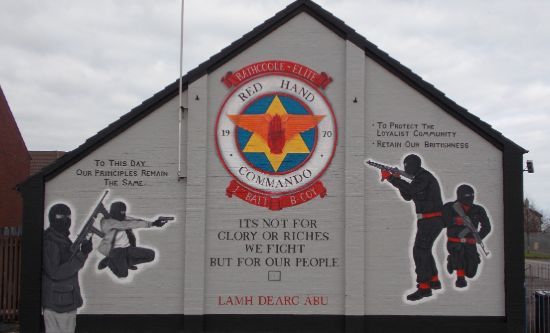 RATHCOOLE - ELITE
RED HAND
19 70
COMMANDO
1ST BATT B COY
TO THIS DAY
OUR PRINCIPLES REMAIN
THE SAME.
• TO PROTECT THE
LOYALIST COMMUNITY
• RETAIN OUR BRITISHNESS
ITS NOT FOR
GLORY OR RICHES
WE FIGHT
BUT FOR OUR PEOPLE
LAMH DEARG ABU